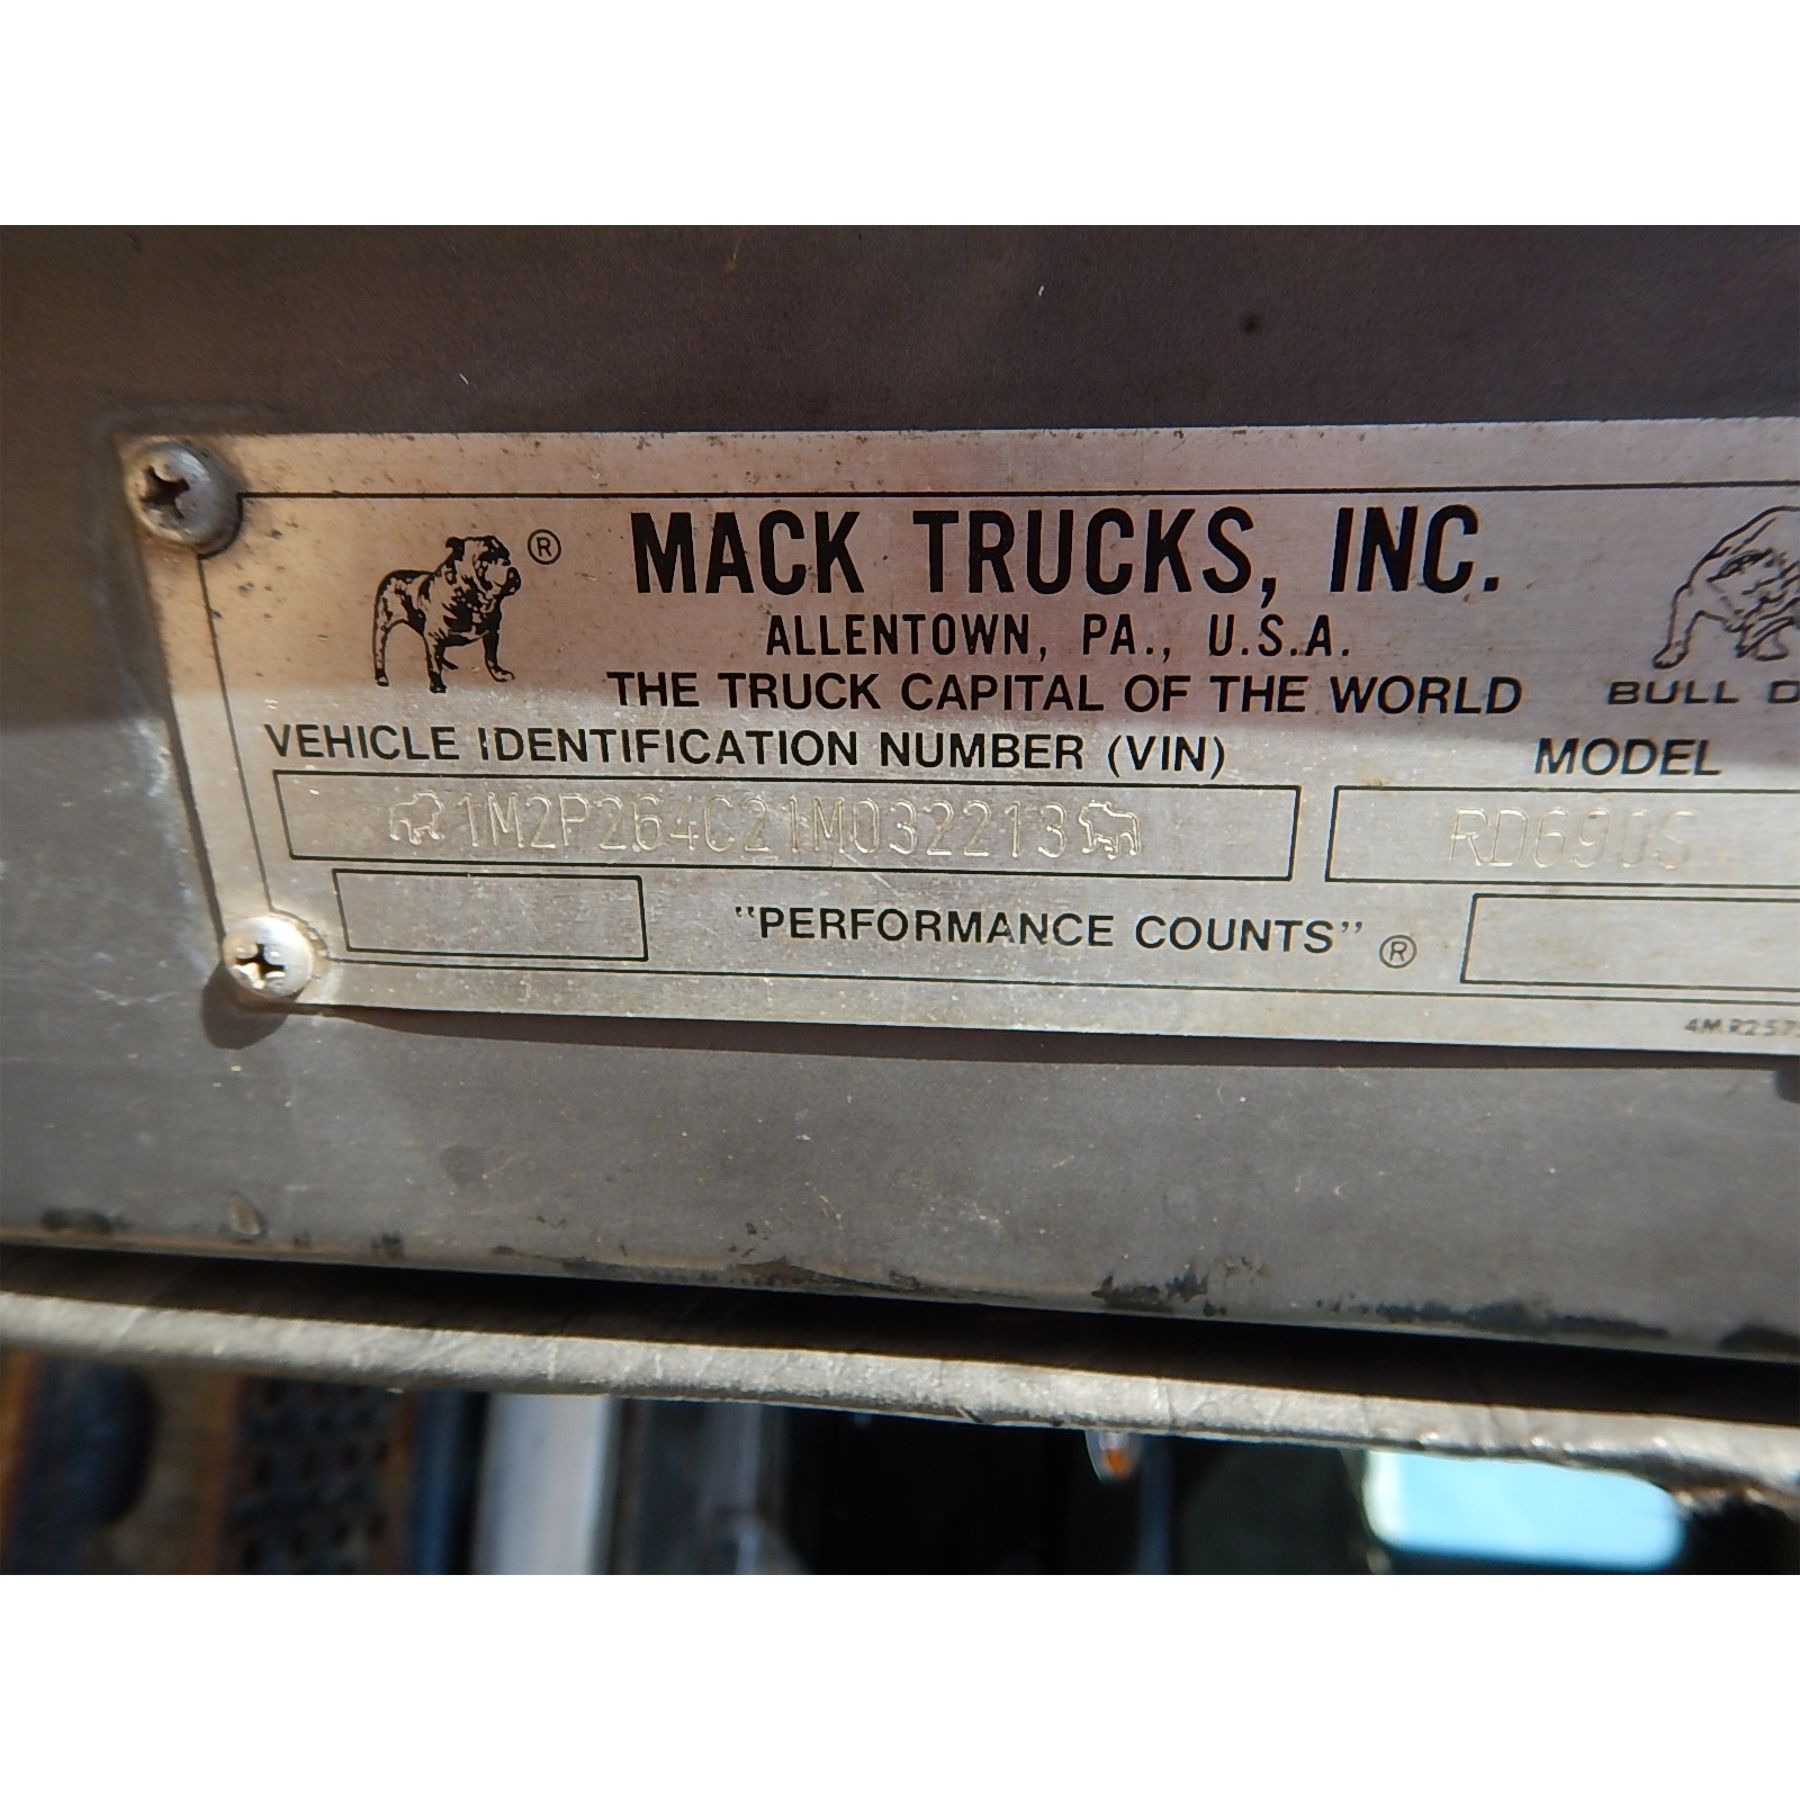 ® MACK TRUCKS, INC.
ALLENTOWN, PA., U.S.A.
THE TRUCK CAPITAL OF THE WORLD
BULL
VEHICLE IDENTIFICATION NUMBER (VIN) MODEL
1M2P264C21M032213 RD690S
"PERFORMANCE COUNTS" ®